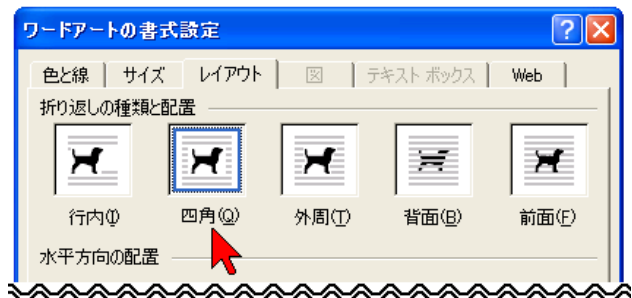 ワードアートの書式設定
色と線 サイズ レイアウト 図 テキスト ボックス Web
折り返しの種類と配置
行内(I) 四角(Q) 外周(T) 背面(B) 前面(F)
水平方向の配置